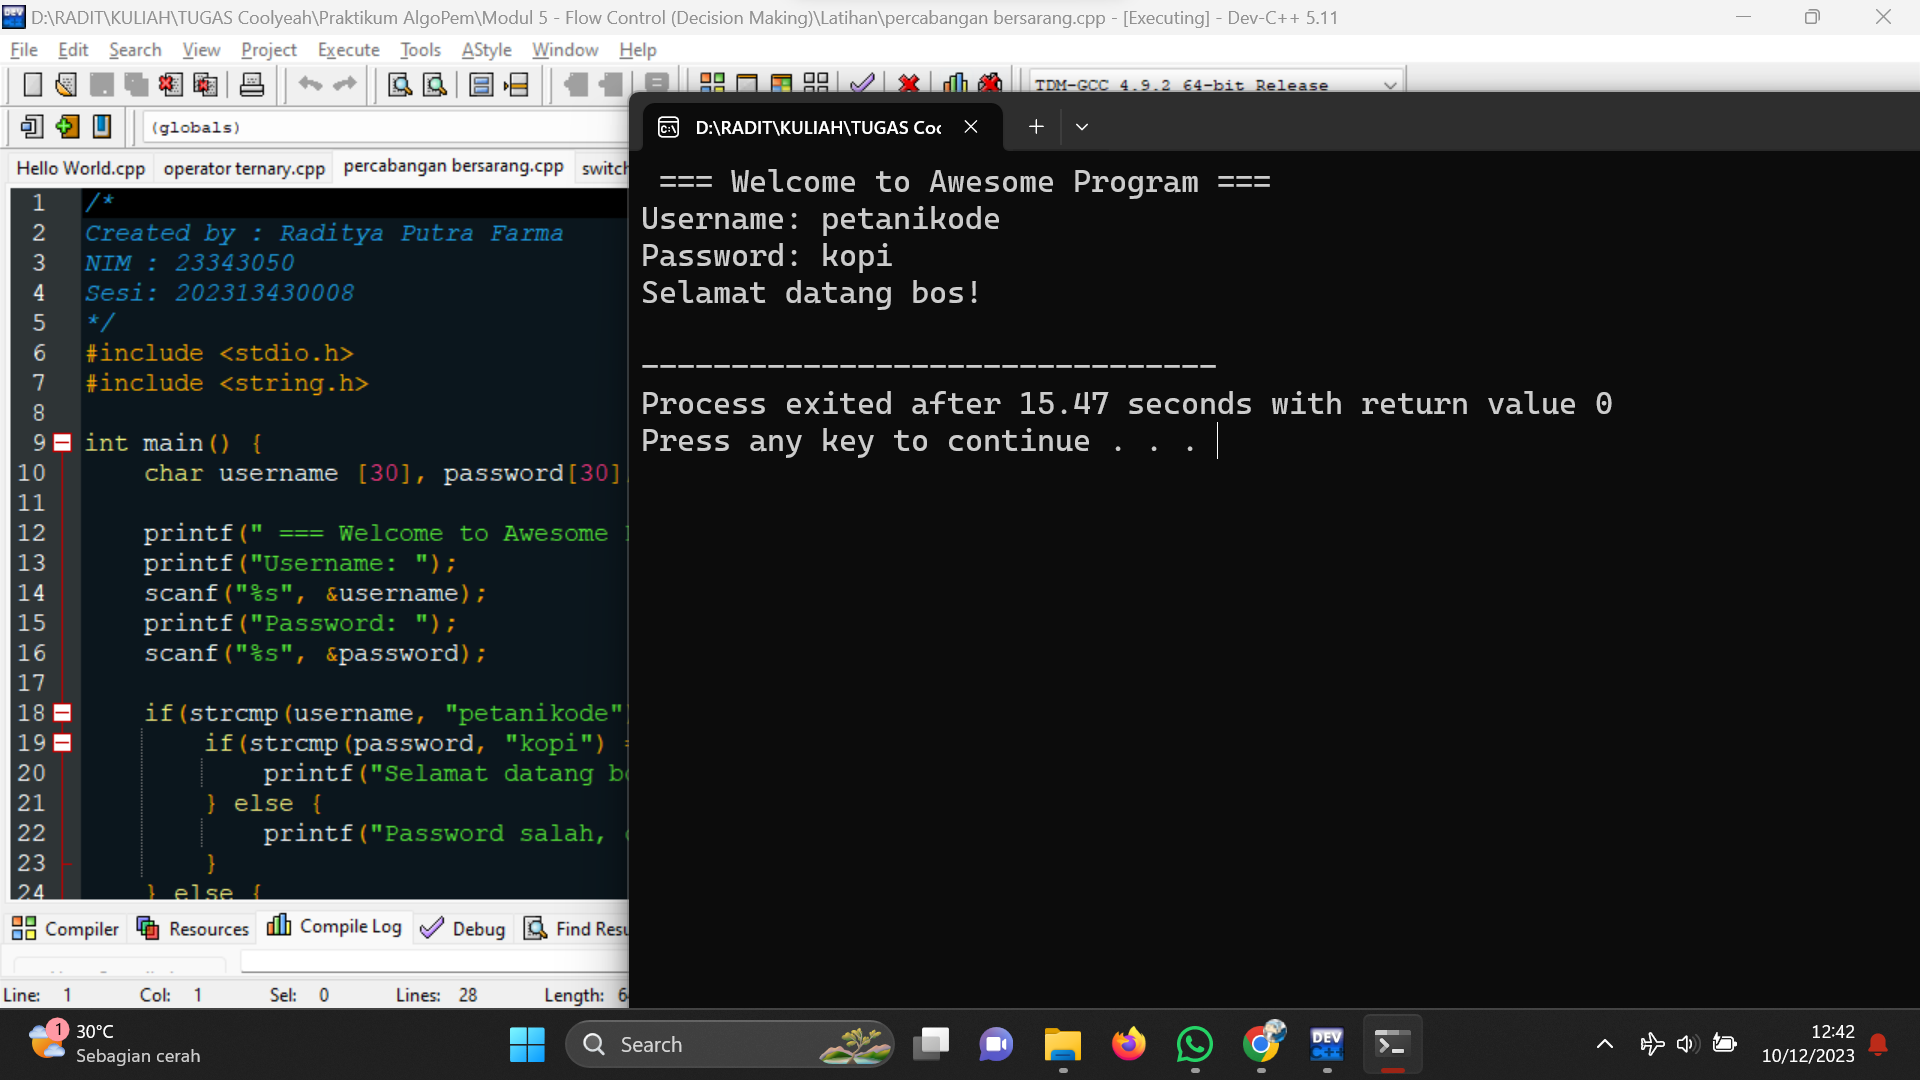 D:\RADIT\KULIAH\TUGAS Coolyeah\Praktikum AlgoPem\Modul 5 - Flow Control (Decision Making)\Latihan\percabangan bersarang.cpp - [Executing] - Dev-C++ 5.11
File Edit Search View Project Execute Tools AStyle Window Help
TDM-GCC 4.9.2 64-bit Release
(globals)
Hello World.cpp operator ternary.cpp percabangan bersarang.cpp switch
1 /*
2 Created by : Raditya Putra Farma
3 NIM : 23343050
4 Sesi: 202313430008
5 */
6 #include <stdio.h>
7 #include <string.h>
8
9 int main() {
10 char username [30], password[30]
11
12 printf(" === Welcome to Awesome
13 printf("Username: ");
14 scanf("%s", &username);
15 printf("Password: ");
16 scanf("%s", &password);
17
18 if(strcmp(username, "petanikode"
19 if(strcmp(password, "kopi")
20 printf("Selamat datang
21 } else {
22 printf("Password salah,
23 }
24 } else {
Compiler Resources Compile Log Debug Find
Line: 1 Col: 1 Sel: 0 Lines: 28 Length:
D:\RADIT\KULIAH\TUGAS
=== Welcome to Awesome Program ===
Username: petanikode
Password: kopi
Selamat datang bos!
--------------------------------
Process exited after 15.47 seconds with return value 0
Press any key to continue . . .
1
30°C
Sebagian cerah
Search
DEV C++
12:42
10/12/2023